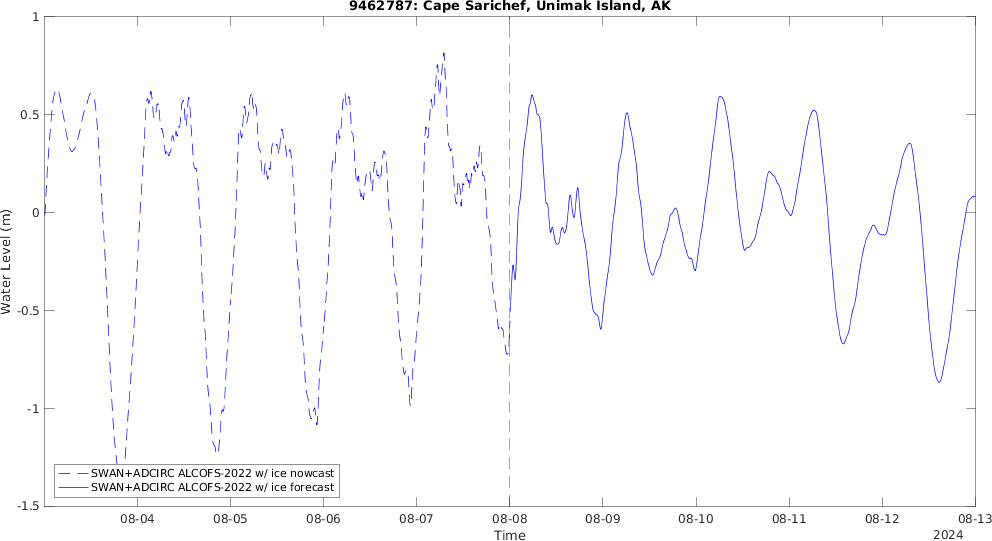 9462787: Cape Sarichef, Unimak Island, AK
Water Level (m)
1
0.5
0
-0.5
-1
-1.5
SWAN+ADCIRC ALCOFS-2022 w/ ice nowcast
SWAN+ADCIRC ALCOFS-2022 w/ ice forecast
08-04 08-05 08-06 08-07 08-08 08-09 08-10 08-11 08-12 08-13
Time
2024